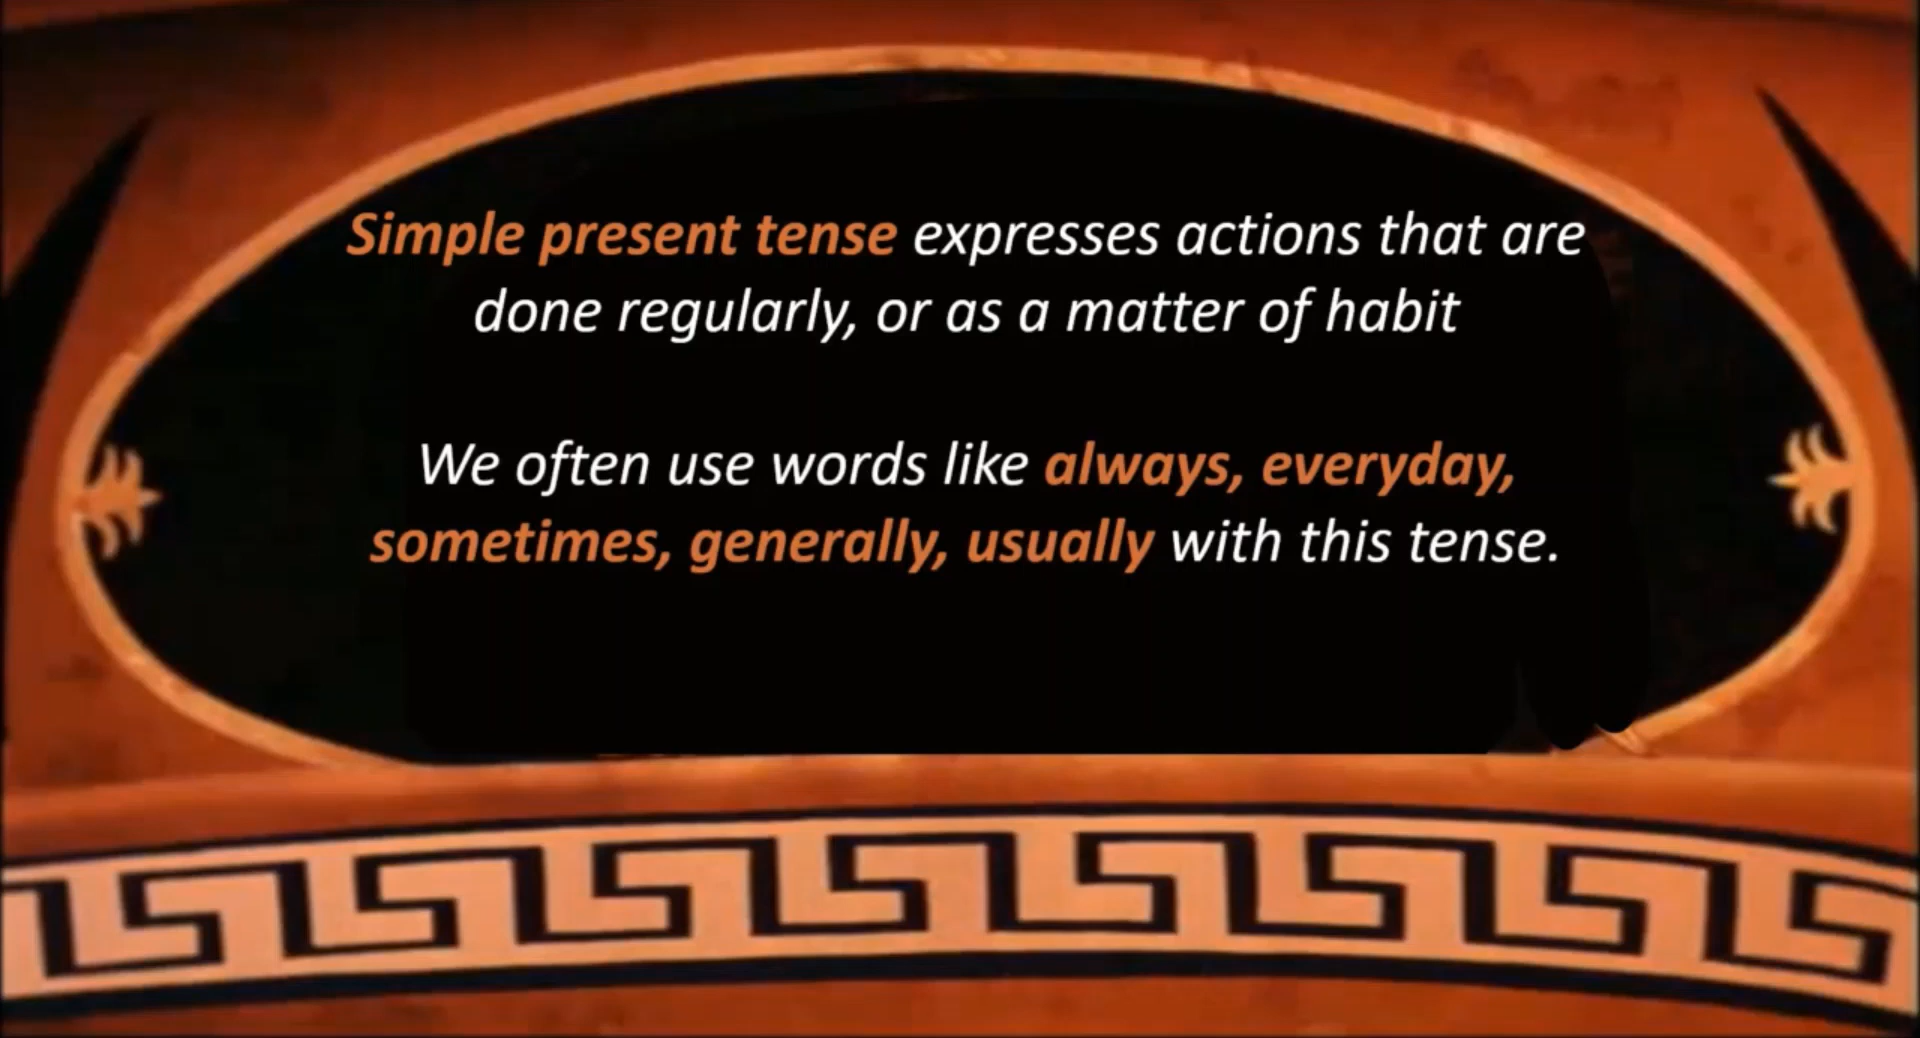 Simple present tense expresses actions that are
done regularly, or as a matter of habit
We often use words like always, everyday,
sometimes, generally, usually with this tense.